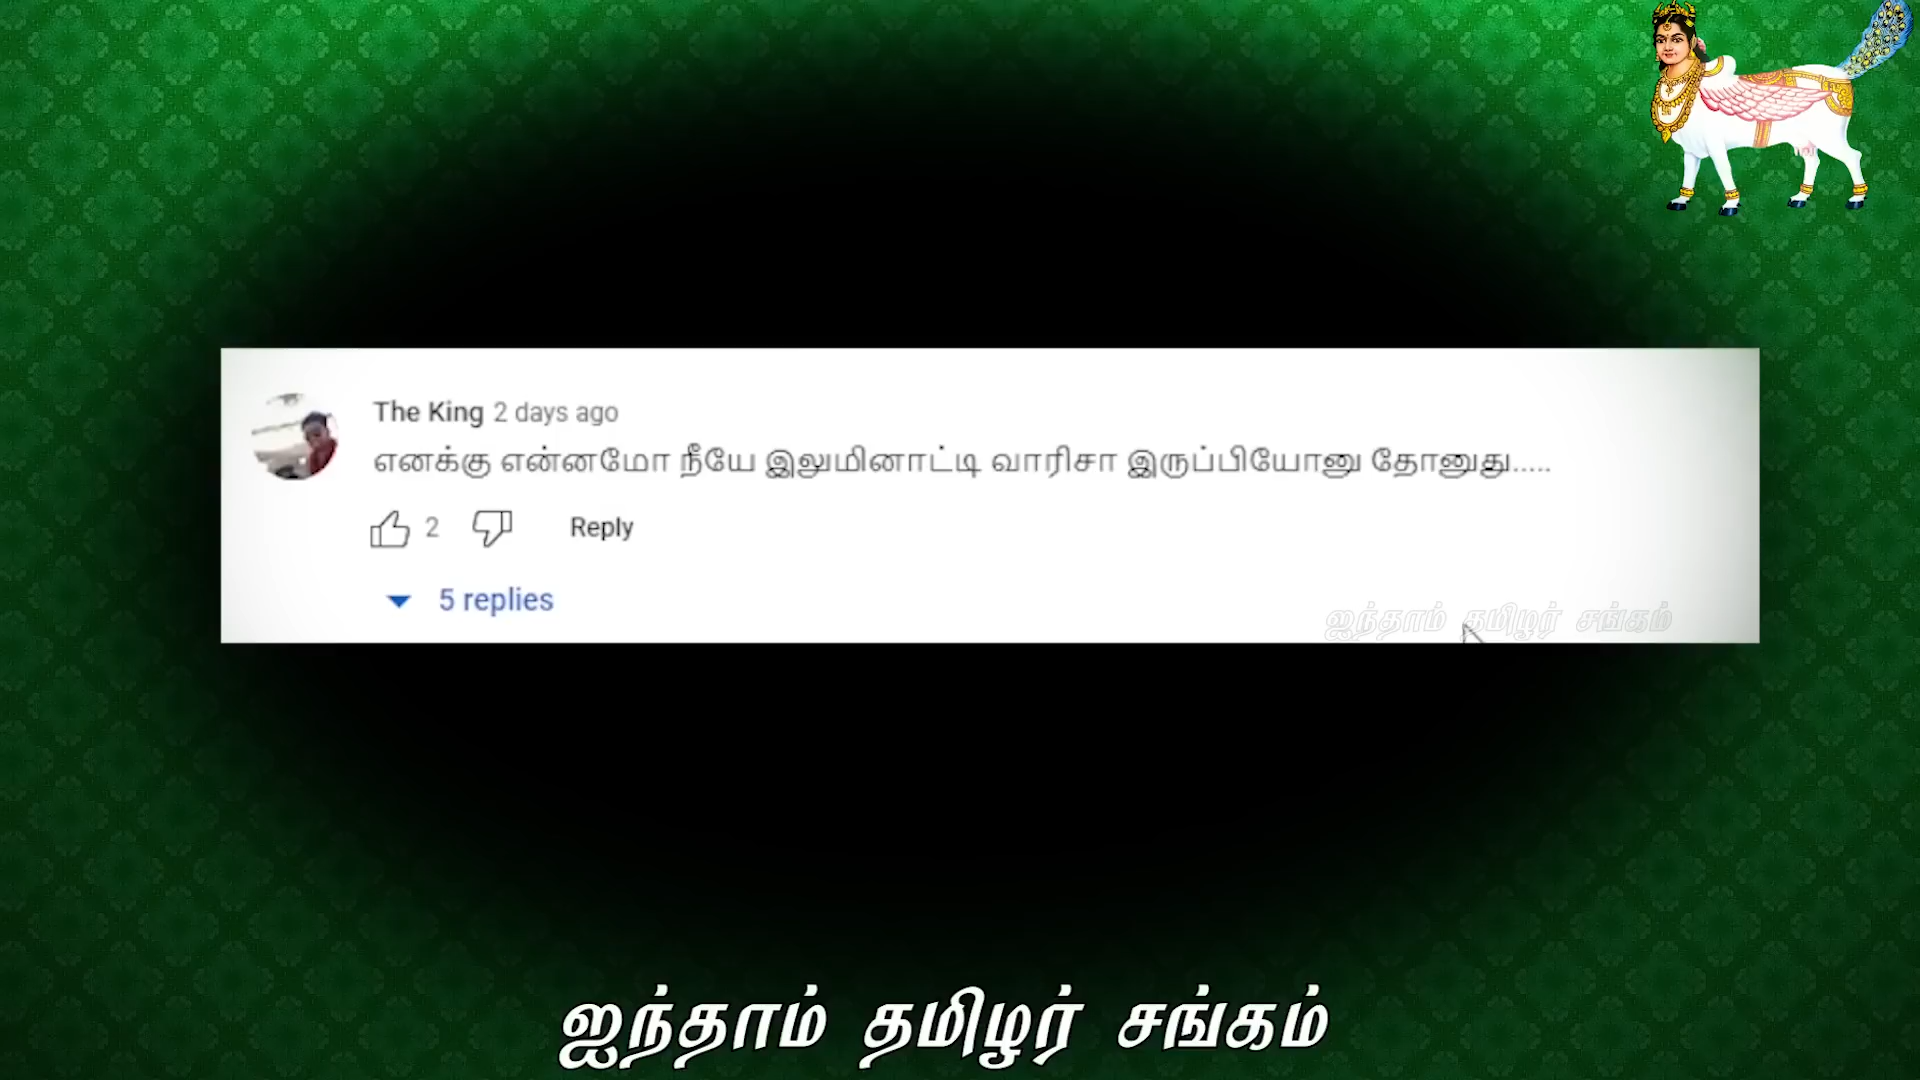 The King 2 days ago
எனக்கு என்னமோ நீயே இலுமினாட்டி வாரிசா இருப்பியோனு தோனுது.....
2 Reply
5 replies
ஐந்தாம் தமிழர் சங்கம்
ஐந்தாம் தமிழர் சங்கம்